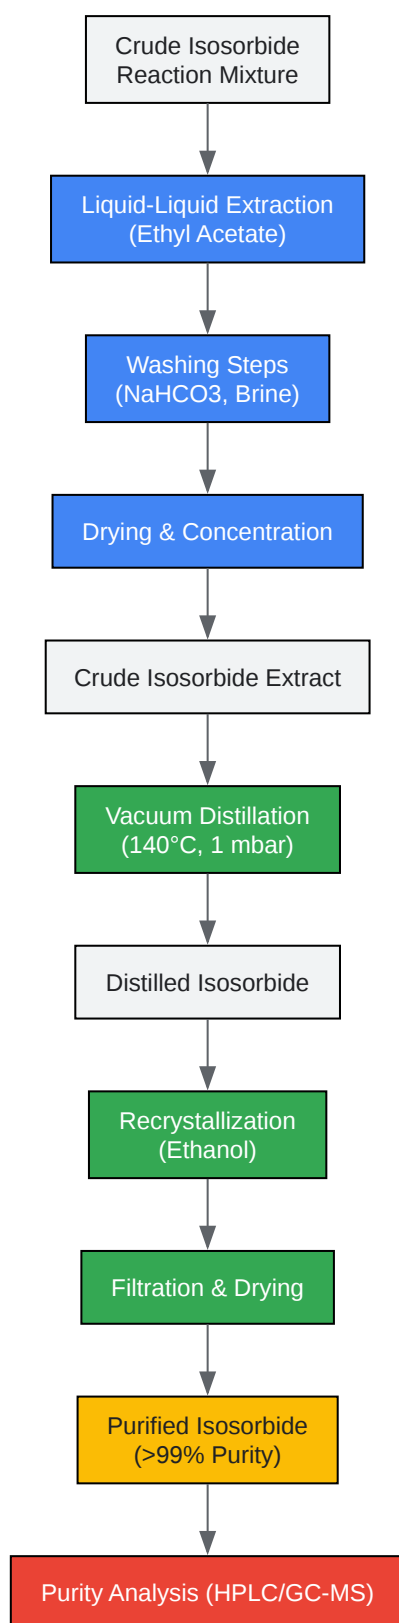 Crude Isosorbide
Reaction Mixture
Liquid-Liquid Extraction
(Ethyl Acetate)
Washing Steps
(NaHCO3, Brine)
Drying & Concentration
Crude Isosorbide Extract
Vacuum Distillation
(140°C, 1 mbar)
Distilled Isosorbide
Recrystallization
(Ethanol)
Filtration & Drying
Purified Isosorbide
(>99% Purity)
Purity Analysis (HPLC/GC-MS)